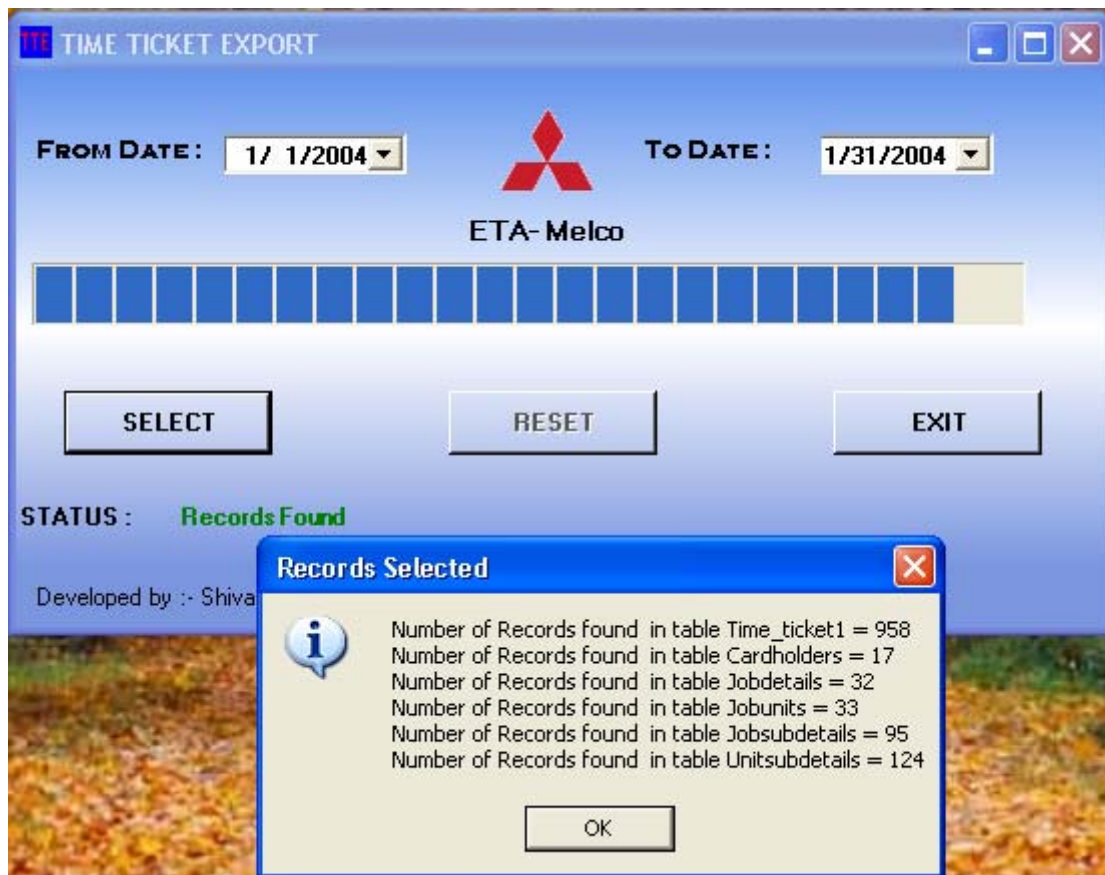 TTE TIME TICKET EXPORT
FROM DATE: 1/ 1/2004 TO DATE: 1/31/2004
ETA-Melco
SELECT RESET EXIT
STATUS : Records Found
Developed by :- Shiva
Records Selected
Number of Records found in table Time_ticket1 = 958
Number of Records found in table Cardholders = 17
Number of Records found in table Jobdetails = 32
Number of Records found in table Jobunits = 33
Number of Records found in table Jobsubdetails = 95
Number of Records found in table Unitsubdetails = 124
OK